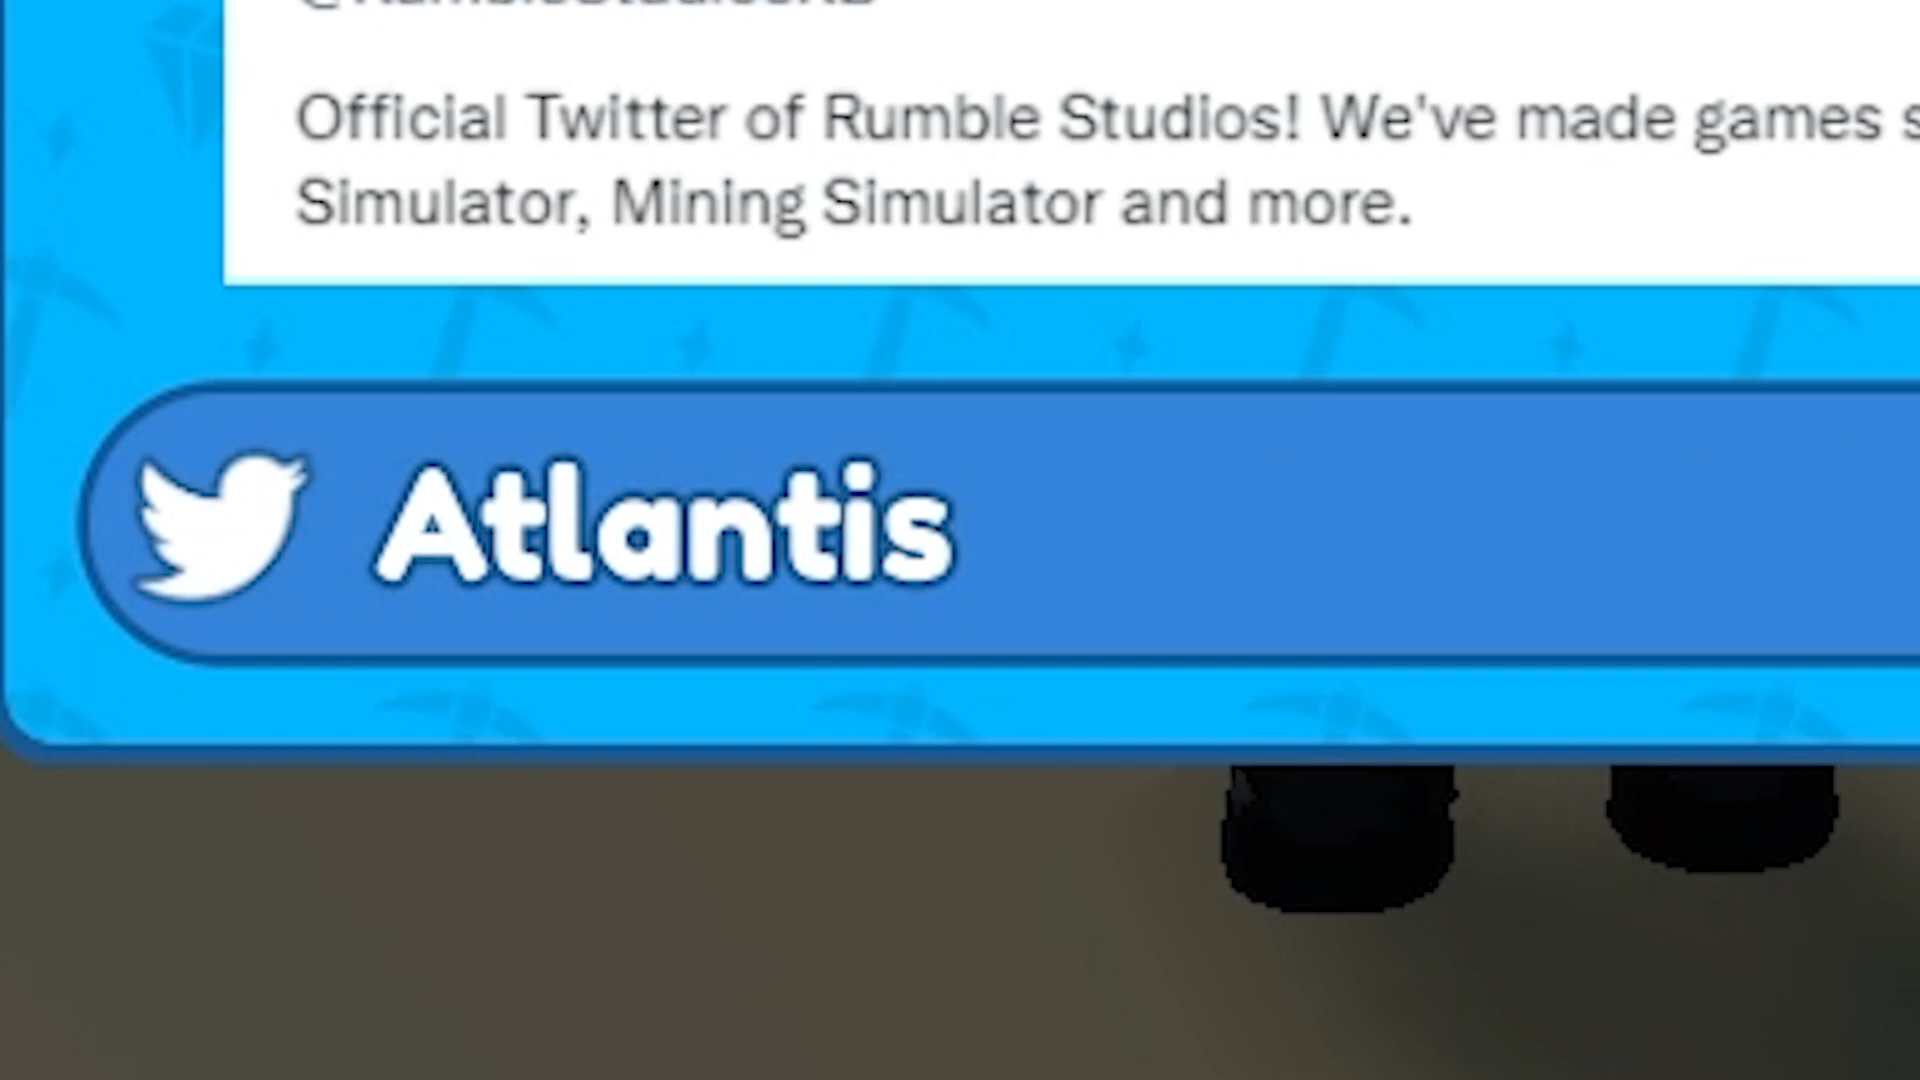 Official Twitter of Rumble Studios! We've made games
Simulator, Mining Simulator and more.
Atlantis